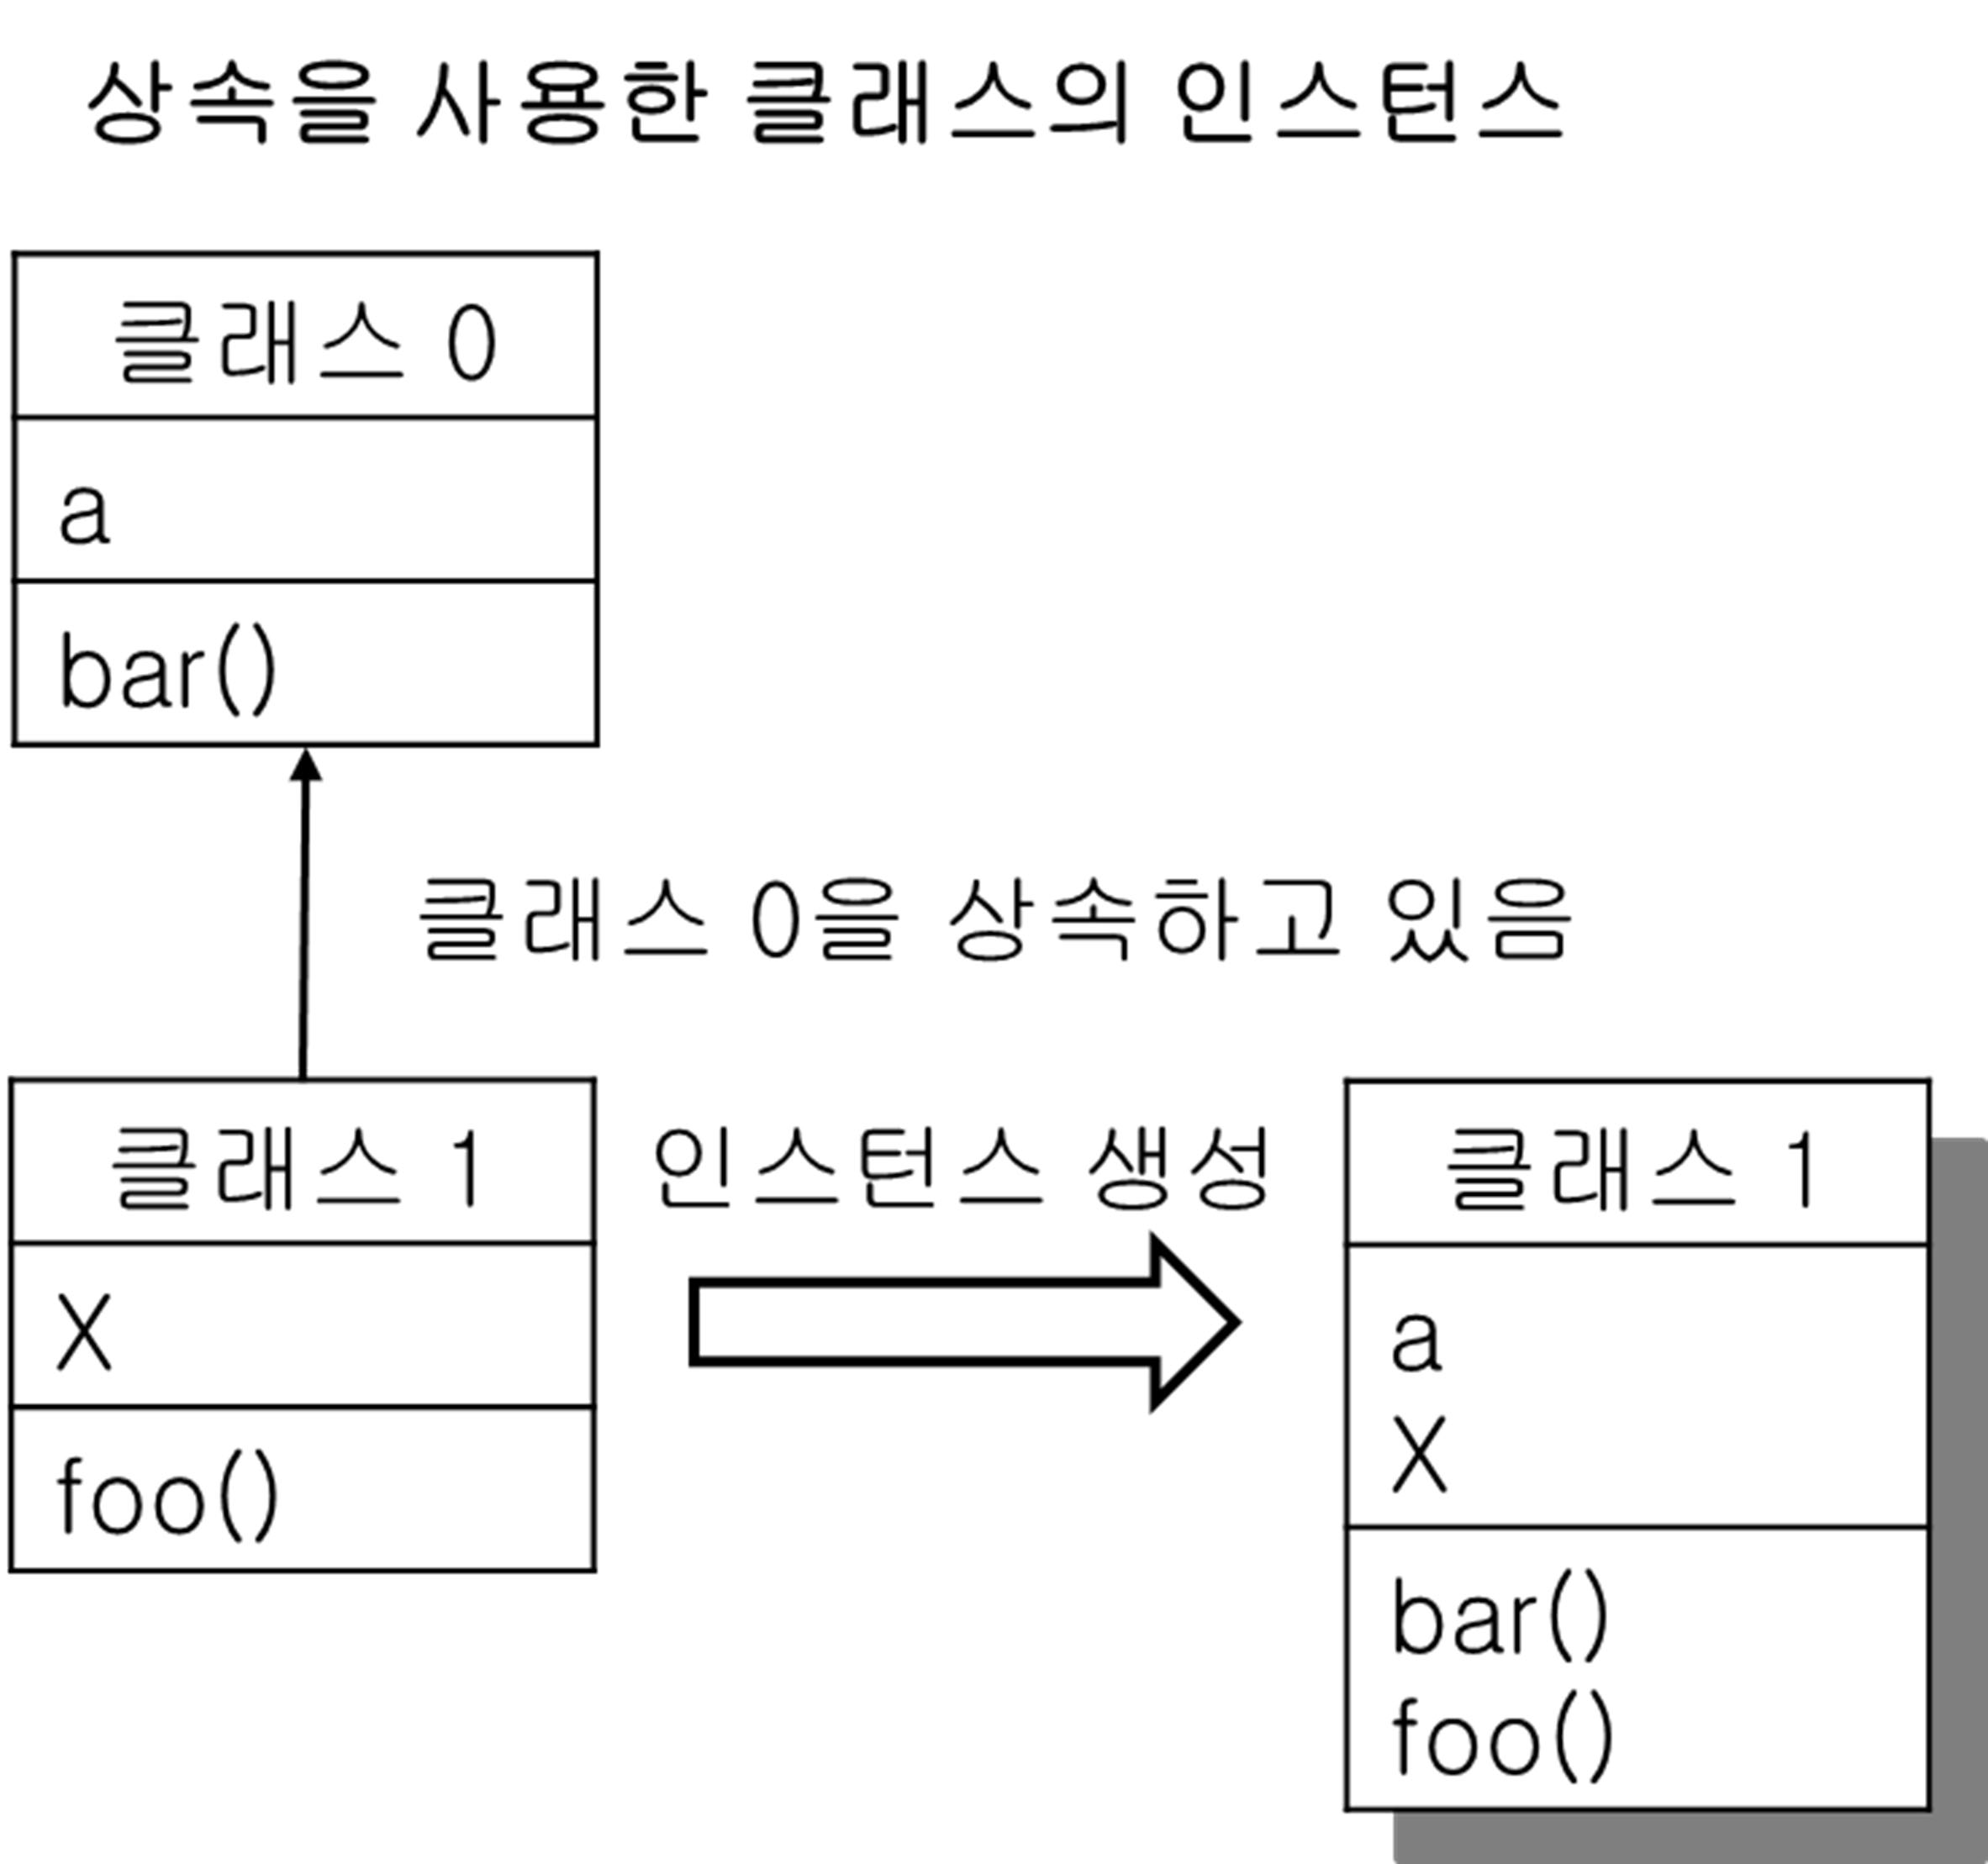 상속을 사용한 클래스의 인스턴스
클래스 0
a
bar()
클래스 0을 상속하고 있음
클래스 1
X
foo()
인스턴스 생성
클래스 1
a
X
bar()
foo()